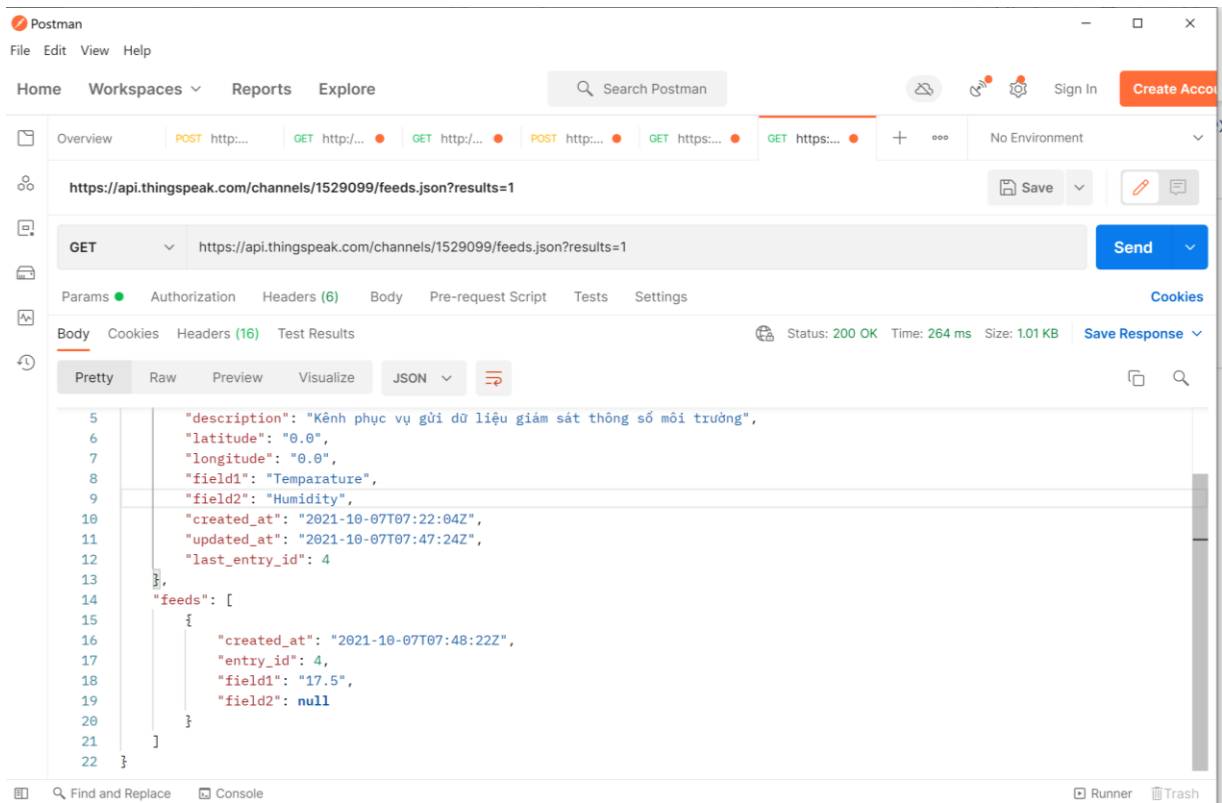 Postman
File Edit View Help
Home Workspaces Reports Explore Search Postman Sign In Create Accou
Overview POST http:... GET http:/... GET http:/... POST http:... GET https:... GET https:... No Environment
https://api.thingspeak.com/channels/1529099/feeds.json?results=1 Save
GET https://api.thingspeak.com/channels/1529099/feeds.json?results=1 Send
Params Authorization Headers (6) Body Pre-request Script Tests Settings Cookies
Body Cookies Headers (16) Test Results Status: 200 OK Time: 264 ms Size: 1.01 KB Save Response
Pretty Raw Preview Visualize JSON
5 "description": "Kênh phục vụ gửi dữ liệu giám sát thông số môi trường",
6 "latitude": "0.0",
7 "longitude": "0.0",
8 "field1": "Temparature",
9 "field2": "Humidity",
10 "created_at": "2021-10-07T07:22:04Z",
11 "updated_at": "2021-10-07T07:47:24Z",
12 "last_entry_id": 4
13 },
14 "feeds": [
15 {
16 "created_at": "2021-10-07T07:48:22Z",
17 "entry_id": 4,
18 "field1": "17.5",
19 "field2": null
20 }
21 ]
22 }
Find and Replace Console Runner Trash